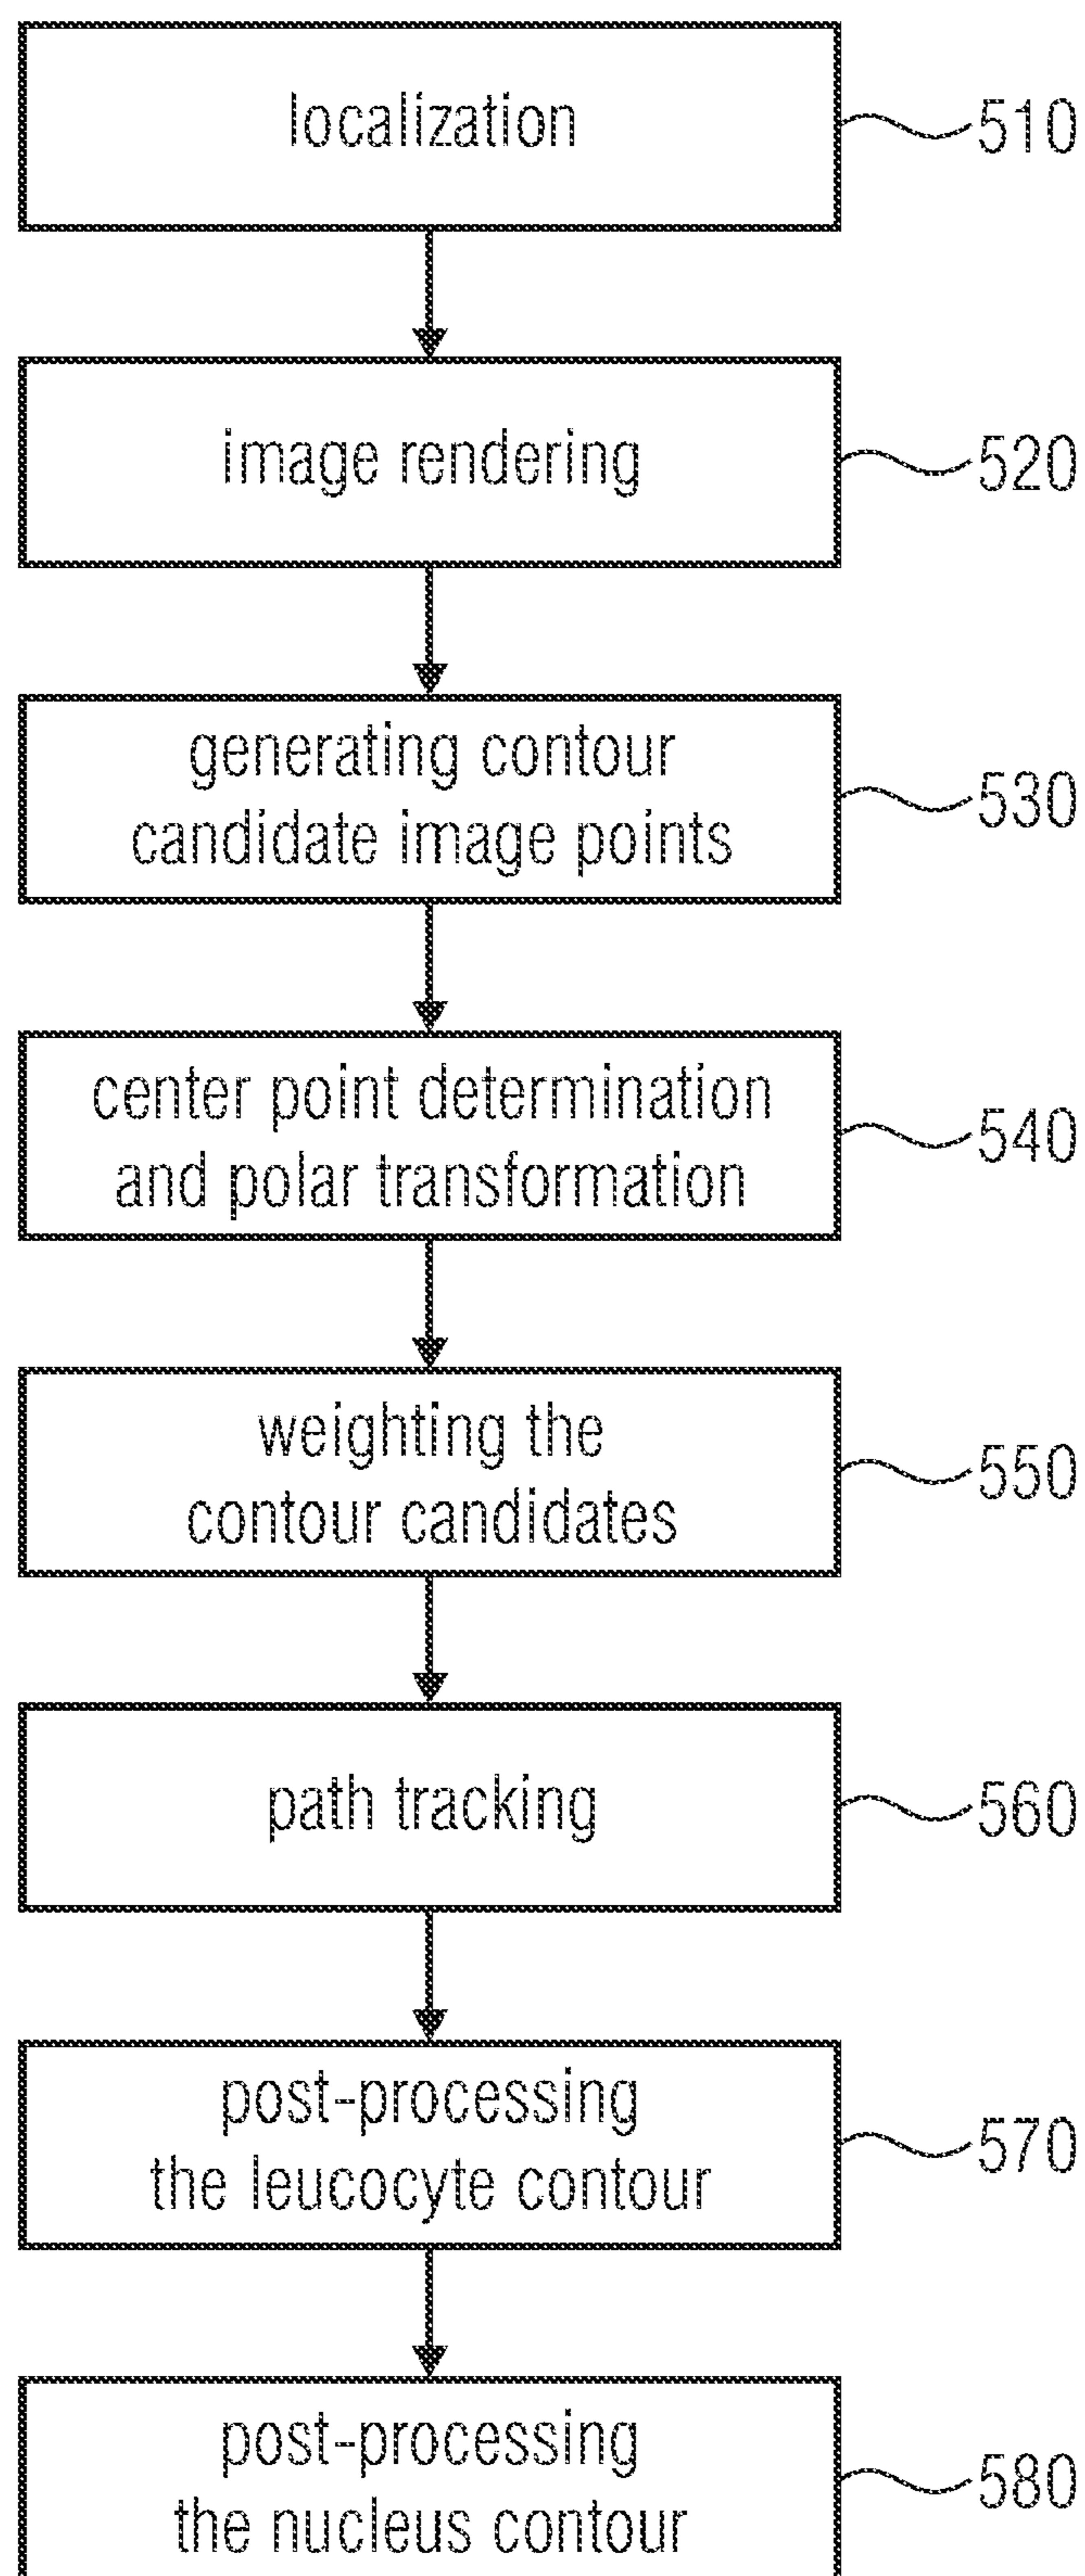 localization
510
image rendering
520
generating contour
candidate image points
530
center point determination
and polar transformation
540
weighting the
contour candidates
550
path tracking
560
post-processing
the leucocyte contour
570
post-processing
the nucleus contour
580